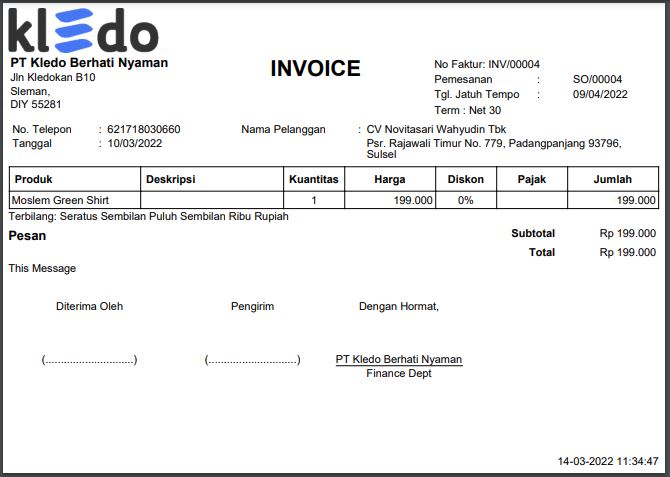 kledo
PT Kledo Berhati Nyaman
Jln Kledokan B10
Sleman,
DIY 55281
INVOICE
No Faktur: INV/00004
Pemesanan : SO/00004
Tgl. Jatuh Tempo : 09/04/2022
Term : Net 30
No. Telepon : 621718030660
Tanggal : 10/03/2022
Nama Pelanggan : CV Novitasari Wahyudin Tbk
Psr. Rajawali Timur No. 779, Padangpanjang 93796,
Sulsel
Produk Deskripsi Kuantitas Harga Diskon Pajak Jumlah
Moslem Green Shirt 1 199.000 0% 199.000
Terbilang: Seratus Sembilan Puluh Sembilan Ribu Rupiah
Pesan
Subtotal Rp 199.000
Total Rp 199.000
This Message
Diterima Oleh Pengirim Dengan Hormat,
(............................) (............................) PT Kledo Berhati Nyaman
Finance Dept
14-03-2022 11:34:47